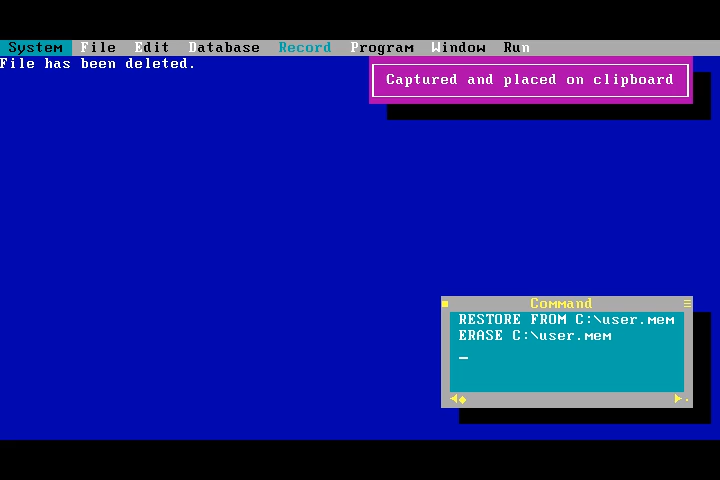 System File Edit Database Record Program Window Run
File has been deleted.
Captured and placed on clipboard
Command
RESTORE FROM C:\user.mem
ERASE C:\user.mem